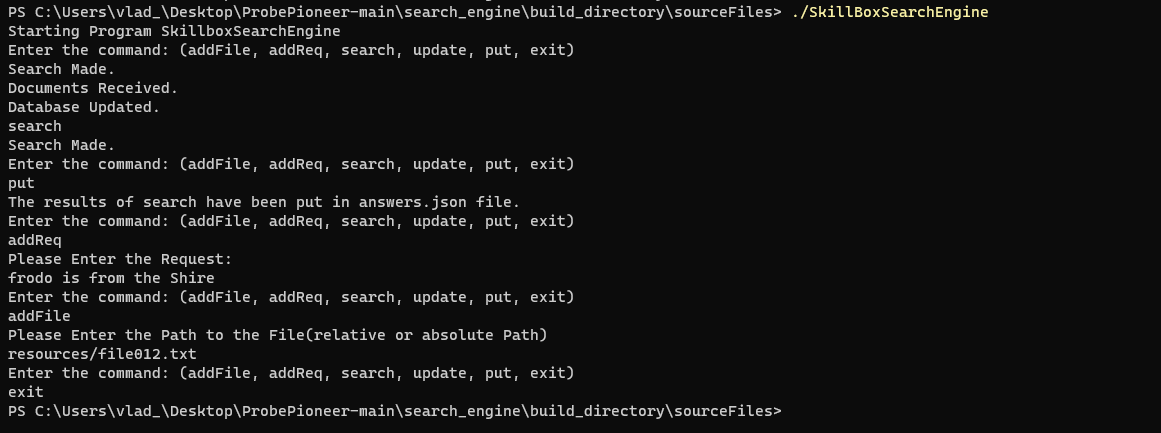 PS C:\Users\vlad_\Desktop\ProbePioneer-main\search_engine\build_directory\sourceFiles> ./SkillBoxSearchEngine
Starting Program SkillboxSearchEngine
Enter the command: (addFile, addReq, search, update, put, exit)
Search Made.
Documents Received.
Database Updated.
search
Search Made.
Enter the command: (addFile, addReq, search, update, put, exit)
put
The results of search have been put in answers.json file.
Enter the command: (addFile, addReq, search, update, put, exit)
addReq
Please Enter the Request:
frodo is from the Shire
Enter the command: (addFile, addReq, search, update, put, exit)
addFile
Please Enter the Path to the File(relative or absolute Path)
resources/file012.txt
Enter the command: (addFile, addReq, search, update, put, exit)
exit
PS C:\Users\vlad_\Desktop\ProbePioneer-main\search_engine\build_directory\sourceFiles>